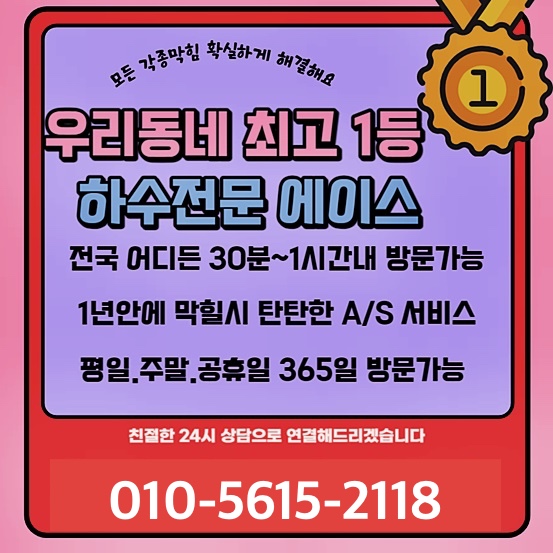 모든 각종막힘 확실하게 해결해요
1
우리동네 최고 1등
하수전문 에이스
전국 어디든 30분~1시간내 방문가능
1년안에 막힐시 탄탄한 A/S 서비스
평일.주말.공휴일 365일 방문가능
친절한 24시 상담으로 연결해드리겠습니다
010-5615-2118